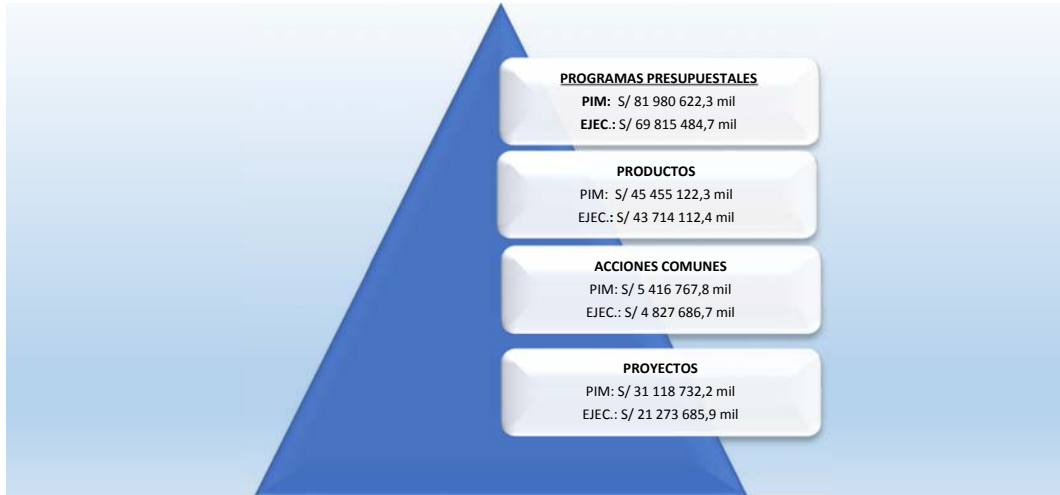 PROGRAMAS PRESUPUESTALES
PIM: S/ 81 980 622,3 mil
EJEC.: S/ 69 815 484,7 mil
PRODUCTOS
PIM: S/ 45 455 122,3 mil
EJEC.: S/ 43 714 112,4 mil
ACCIONES COMUNES
PIM: S/ 5 416 767,8 mil
EJEC.: S/ 4 827 686,7 mil
PROYECTOS
PIM: S/ 31 118 732,2 mil
EJEC.: S/ 21 273 685,9 mil